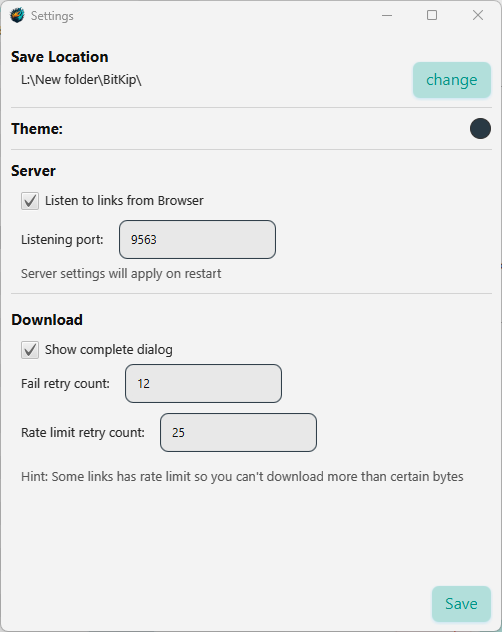 Settings
Save Location
L:\New folder\BitKip\
change
Theme:
Server
Listen to links from Browser
Listening port: 9563
Server settings will apply on restart
Download
Show complete dialog
Fail retry count: 12
Rate limit retry count: 25
Hint: Some links has rate limit so you can't download more than certain bytes
Save